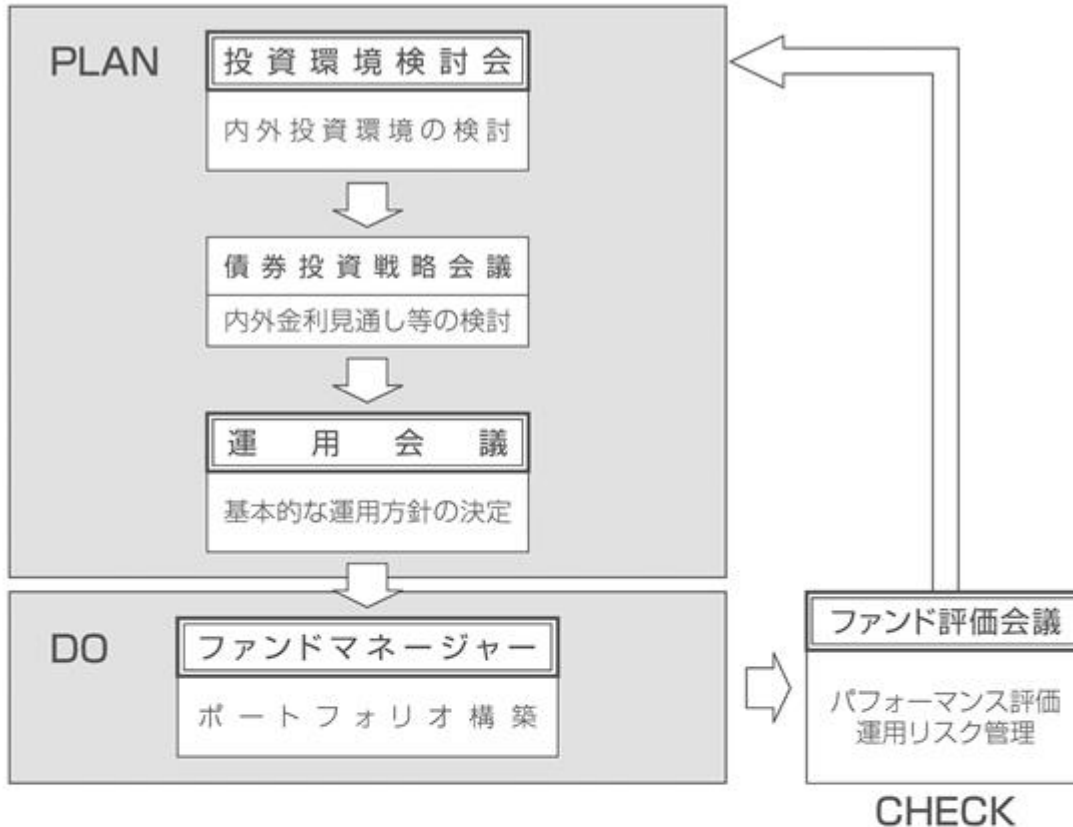 PLAN
投資環境検討会
内外投資環境の検討
債券投資戦略会議
内外金利見通し等の検討
運用会議
基本的な運用方針の決定
DO
ファンドマネージャー
ポートフォリオ構築
ファンド評価会議
パフォーマンス評価
運用リスク管理
CHECK